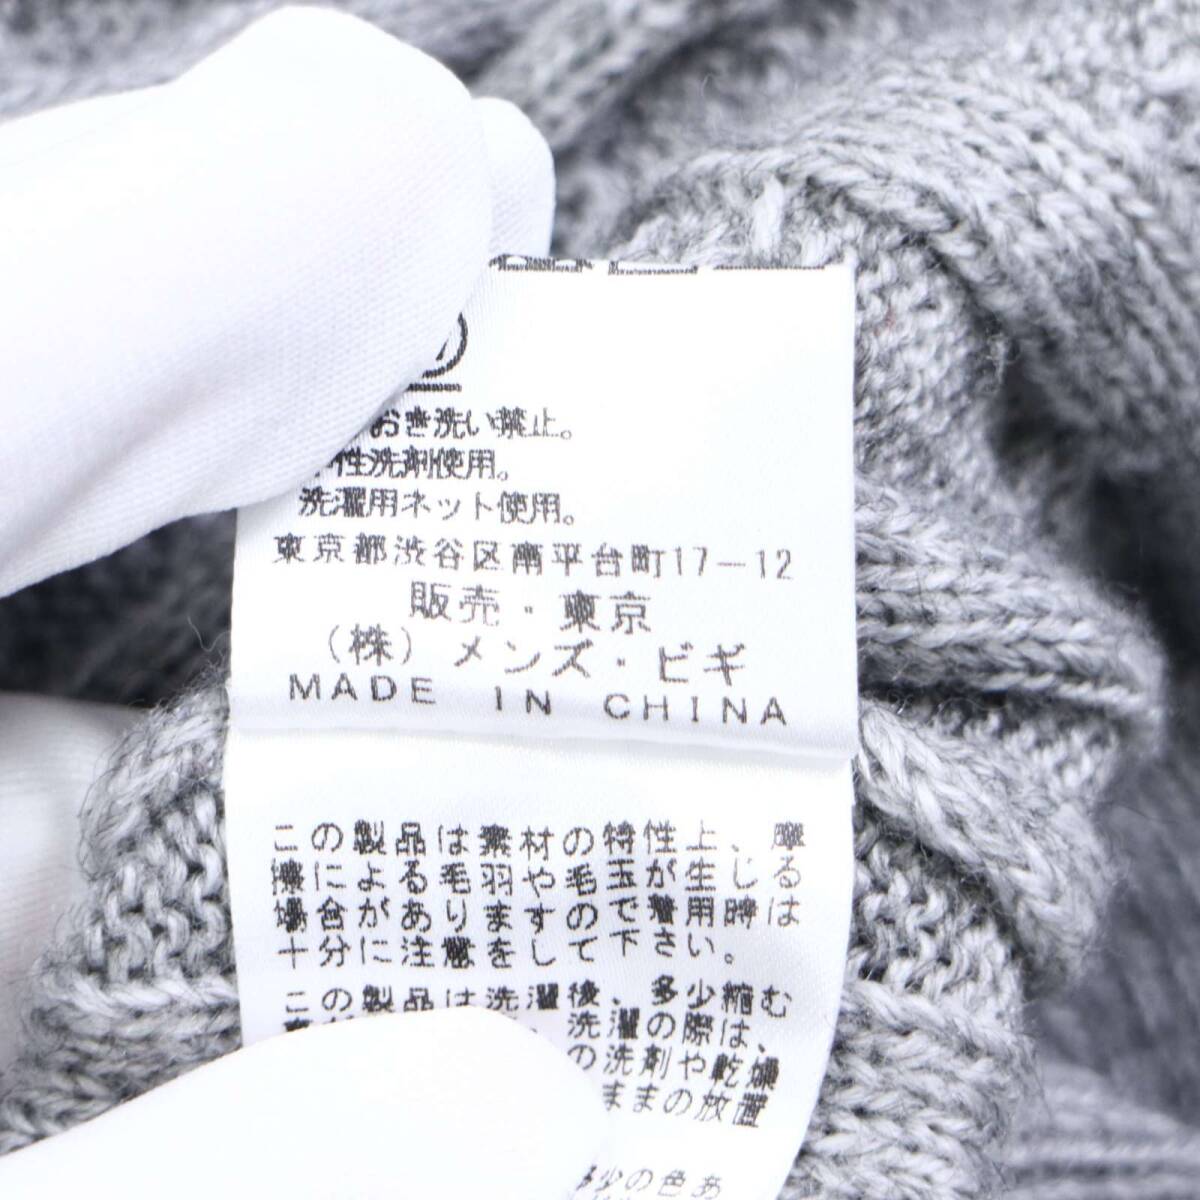 おき洗い禁止。
性洗剤使用。
洗濯用ネット使用。
東京都渋谷区南平台町17-12
販売・東京
(株)メンズ・ビギ
MADE IN CHINA
この製品は素材の特性上、摩
擦による毛羽や毛玉が生じる
場合がありますので着用時は
十分に注意をして下さい。
この製品は洗濯後、多少縮む
洗濯の際は、
の洗剤や乾燥
ままの放置
少の色あ